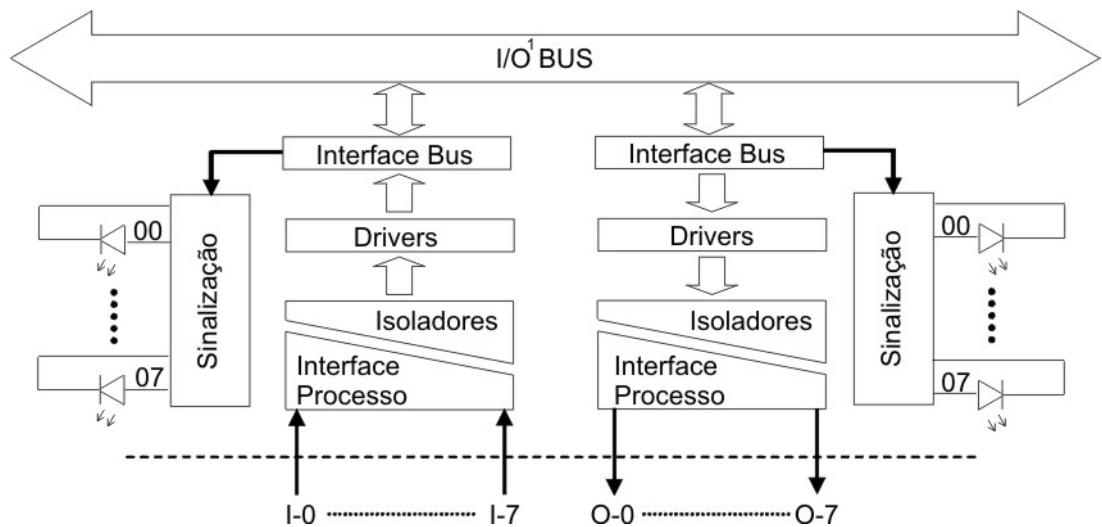 I/O¹ BUS
Interface Bus
Interface Bus
00
Sinalização
07
Drivers
Isoladores
Interface
Processo
Drivers
Isoladores
Interface
Processo
Sinalização
00
07
I-0 I-7
O-0 O-7